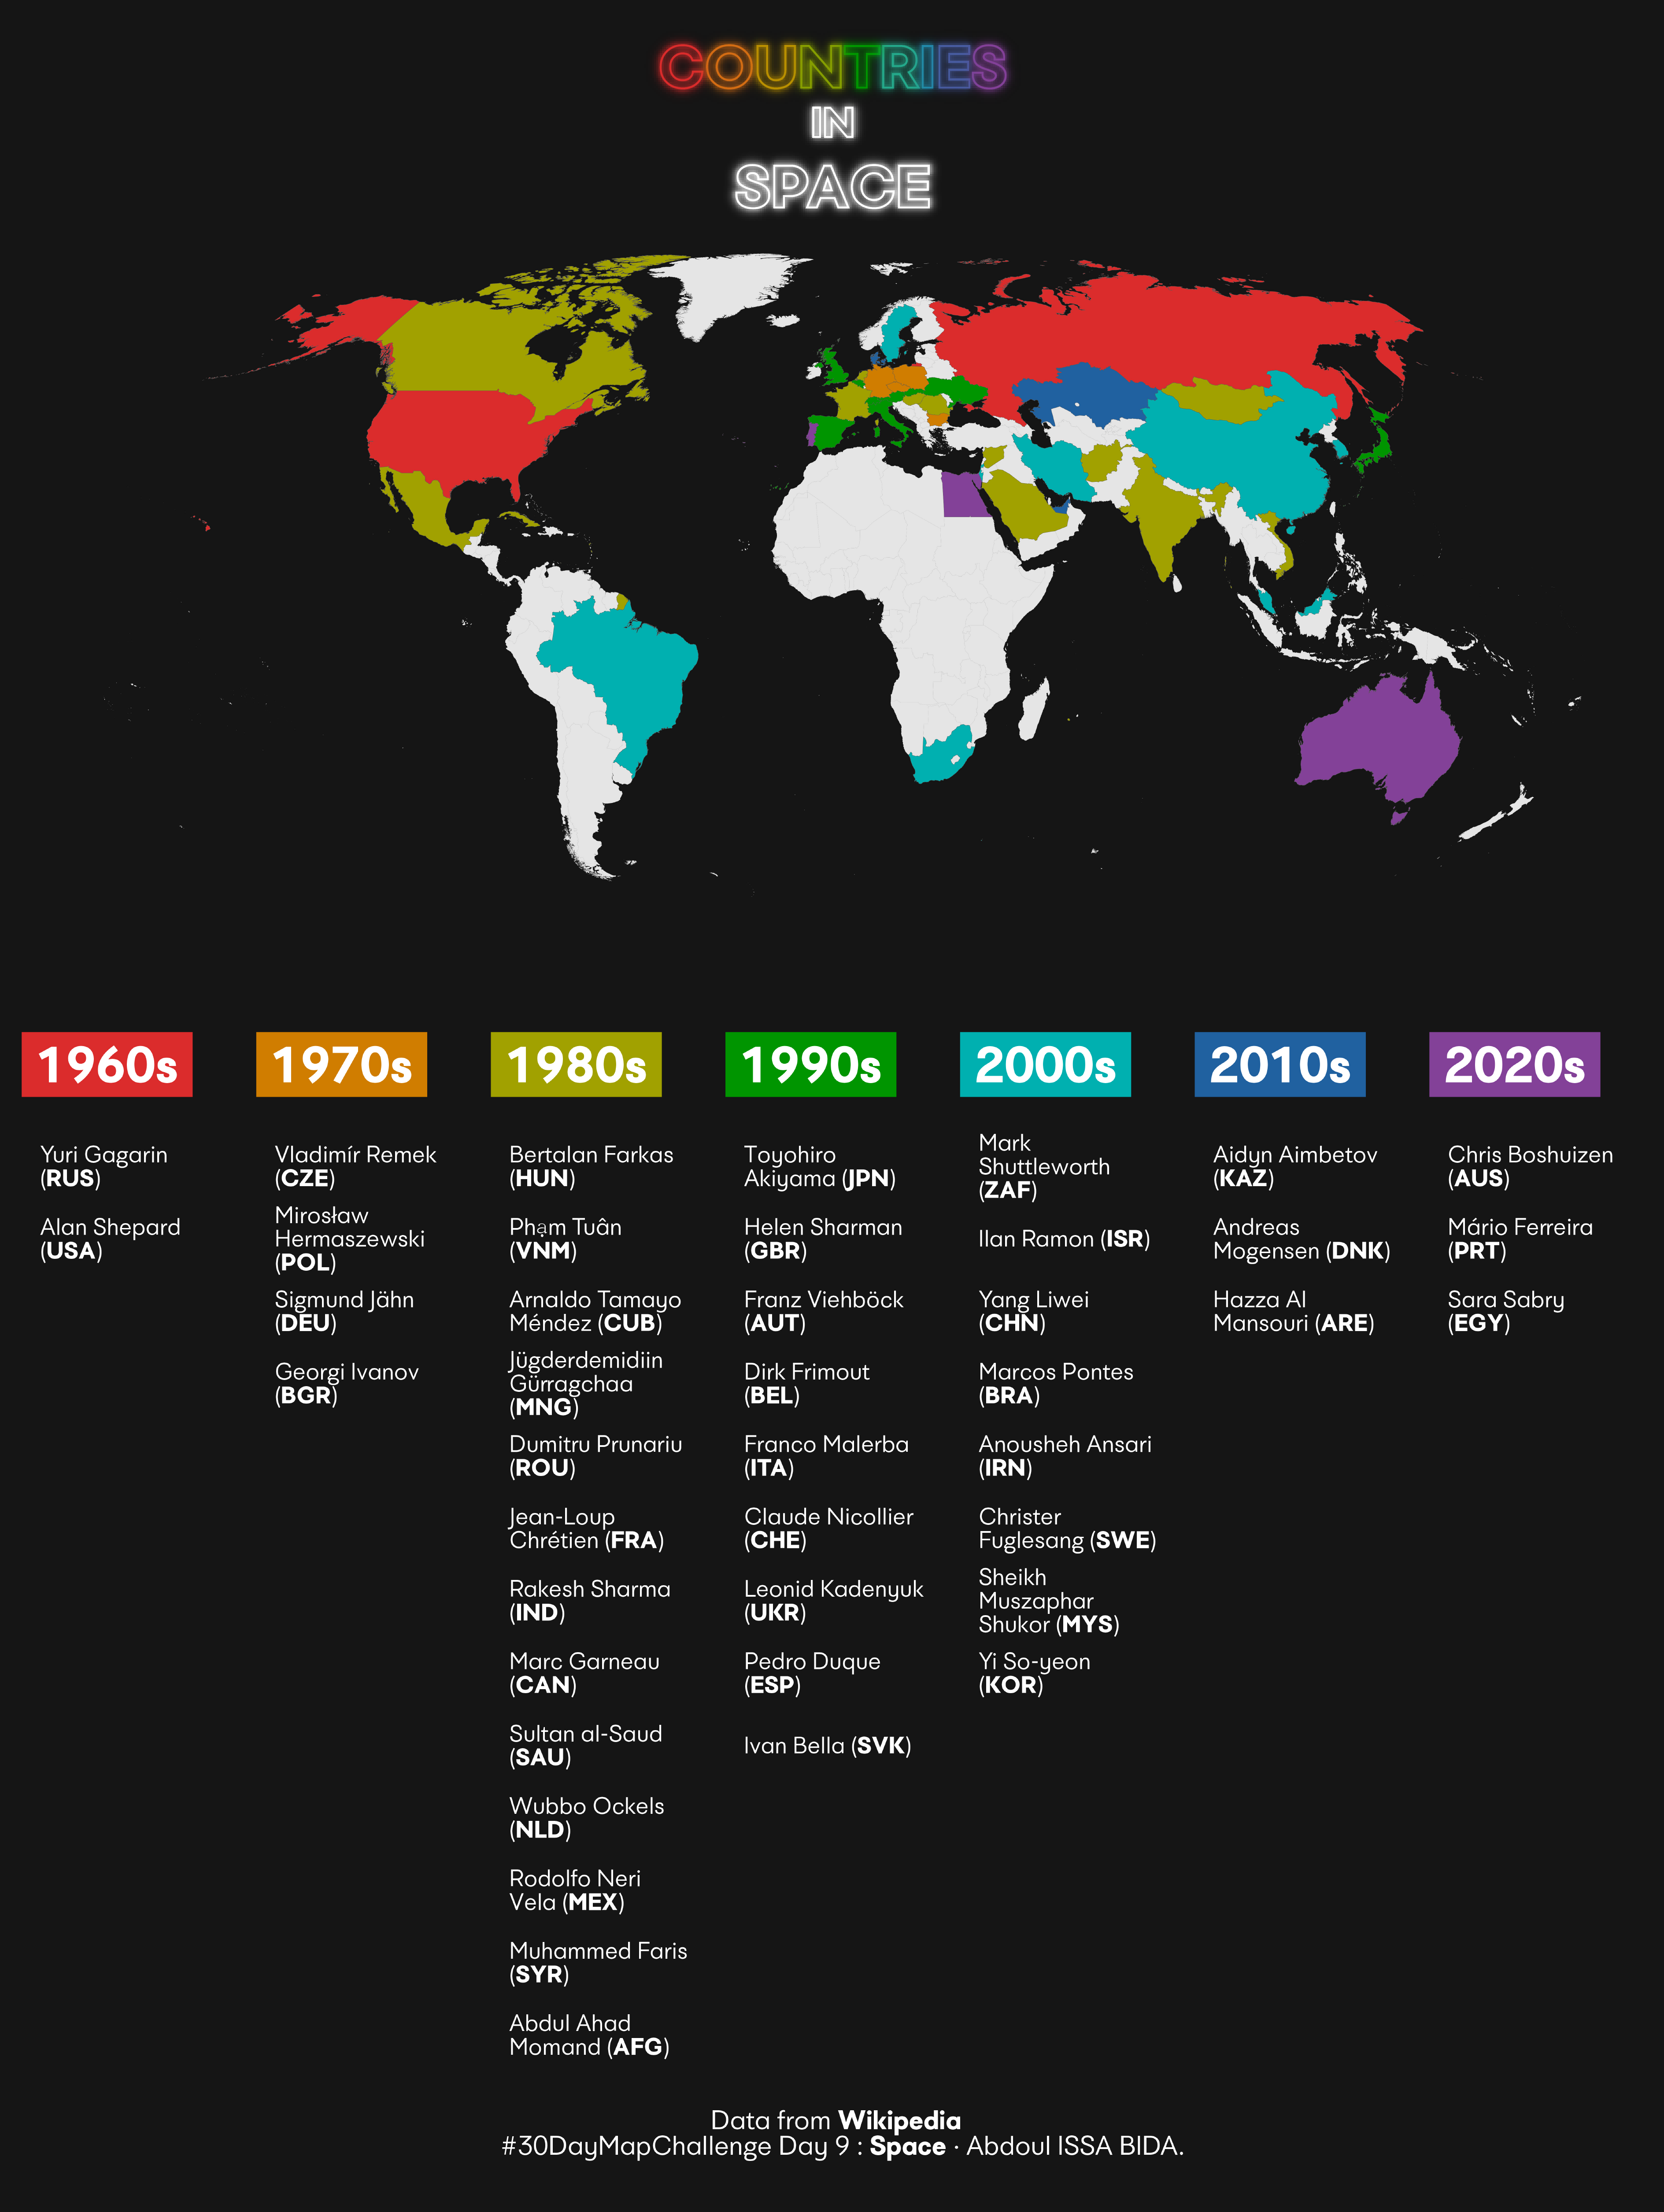 COUNTRIES
IN
SPACE
1960s
Yuri Gagarin
(RUS)
Alan Shepard
(USA)
1970s
Vladimír Remek
(CZE)
Mirosław
Hermaszewski
(POL)
Sigmund Jähn
(DEU)
Georgi Ivanov
(BGR)
1980s
Bertalan Farkas
(HUN)
Phạm Tuân
(VNM)
Arnaldo Tamayo
Méndez (CUB)
Jügderdemidiin
Gürragchaa
(MNG)
Dumitru Prunariu
(ROU)
Jean-Loup
Chrétien (FRA)
Rakesh Sharma
(IND)
Marc Garneau
(CAN)
Sultan al-Saud
(SAU)
Wubbo Ockels
(NLD)
Rodolfo Neri
Vela (MEX)
Muhammed Faris
(SYR)
Abdul Ahad
Momand (AFG)
1990s
Toyohiro
Akiyama (JPN)
Helen Sharman
(GBR)
Franz Viehböck
(AUT)
Dirk Frimout
(BEL)
Franco Malerba
(ITA)
Claude Nicollier
(CHE)
Leonid Kadenyuk
(UKR)
Pedro Duque
(ESP)
Ivan Bella (SVK)
2000s
Mark
Shuttleworth
(ZAF)
Ilan Ramon (ISR)
Yang Liwei
(CHN)
Marcos Pontes
(BRA)
Anousheh Ansari
(IRN)
Christer
Fuglesang (SWE)
Sheikh
Muszaphar
Shukor (MYS)
Yi So-yeon
(KOR)
2010s
Aidyn Aimbetov
(KAZ)
Andreas
Mogensen (DNK)
Hazza Al
Mansouri (ARE)
2020s
Chris Boshuizen
(AUS)
Mário Ferreira
(PRT)
Sara Sabry
(EGY)
Data from Wikipedia
#30DayMapChallenge Day 9 : Space · Abdoul ISSA BIDA.